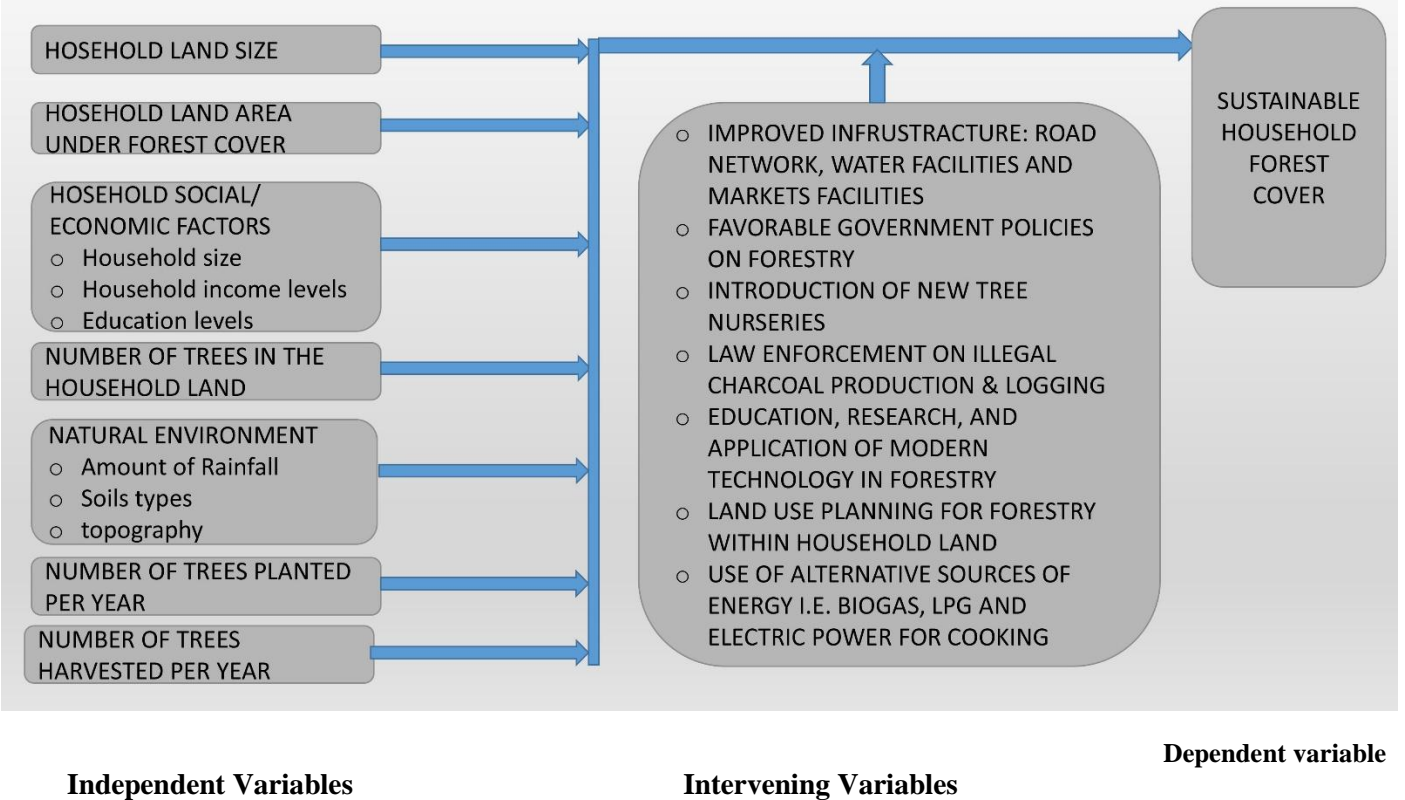 HOSEHOLD LAND SIZE
HOSEHOLD LAND AREA
UNDER FOREST COVER
HOSEHOLD SOCIAL/
ECONOMIC FACTORS
o Household size
o Household income levels
o Education levels
NUMBER OF TREES IN THE
HOUSEHOLD LAND
NATURAL ENVIRONMENT
o Amount of Rainfall
o Soils types
o topography
NUMBER OF TREES PLANTED
PER YEAR
NUMBER OF TREES
HARVESTED PER YEAR
o IMPROVED INFRUSTRACTURE: ROAD
NETWORK, WATER FACILITIES AND
MARKETS FACILITIES
o FAVORABLE GOVERNMENT POLICIES
ON FORESTRY
o INTRODUCTION OF NEW TREE
NURSERIES
o LAW ENFORCEMENT ON ILLEGAL
CHARCOAL PRODUCTION & LOGGING
o EDUCATION, RESEARCH, AND
APPLICATION OF MODERN
TECHNOLOGY IN FORESTRY
o LAND USE PLANNING FOR FORESTRY
WITHIN HOUSEHOLD LAND
o USE OF ALTERNATIVE SOURCES OF
ENERGY I.E. BIOGAS, LPG AND
ELECTRIC POWER FOR COOKING
SUSTAINABLE
HOUSEHOLD
FOREST
COVER
Dependent variable
Independent Variables
Intervening Variables